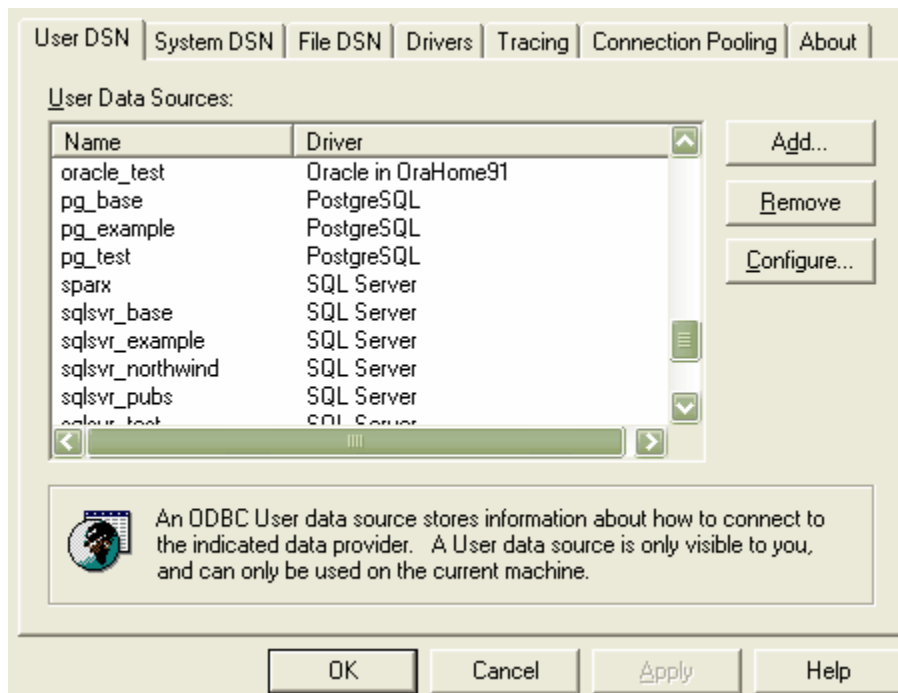 User DSN System DSN File DSN Drivers Tracing Connection Pooling About
User Data Sources:
Name Driver
oracle_test Oracle in OraHome91
pg_base PostgreSQL
pg_example PostgreSQL
pg_test PostgreSQL
sparx SQL Server
sqlsvr_base SQL Server
sqlsvr_example SQL Server
sqlsvr_northwind SQL Server
sqlsvr_pubs SQL Server
sqlsvr_test SQL Server
Add...
Remove
Configure...
An ODBC User data source stores information about how to connect to
the indicated data provider. A User data source is only visible to you,
and can only be used on the current machine.
OK Cancel Apply Help